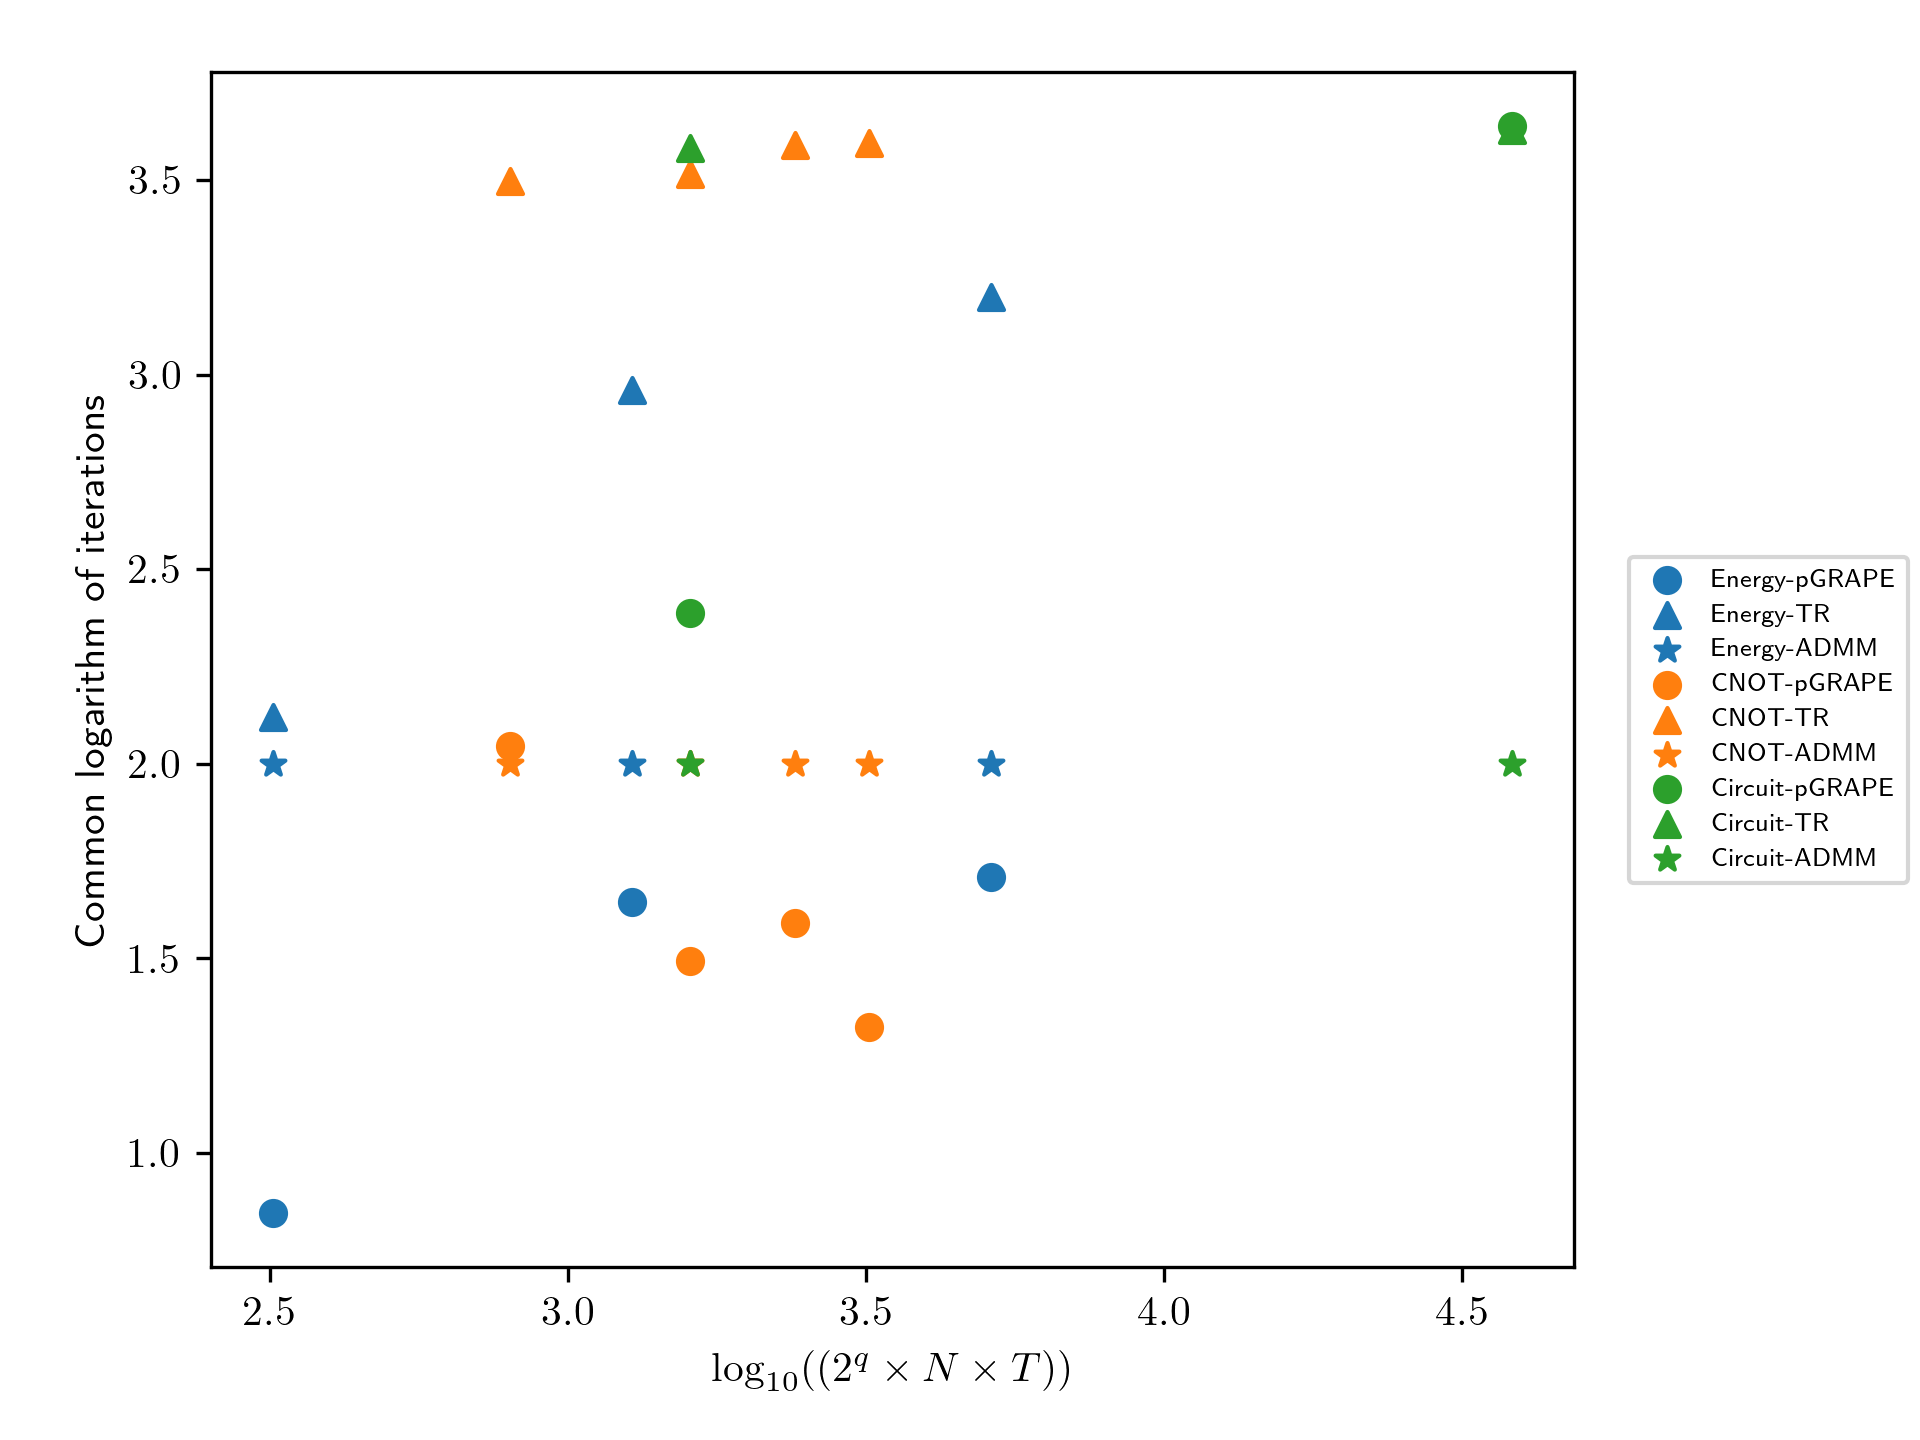 Common logarithm of iterations
3.5
3.0
2.5
2.0
1.5
1.0
2.5 3.0 3.5 4.0 4.5
log₁₀((2^q × N × T))
Energy-pGRAPE
Energy-TR
Energy-ADMM
CNOT-pGRAPE
CNOT-TR
CNOT-ADMM
Circuit-pGRAPE
Circuit-TR
Circuit-ADMM